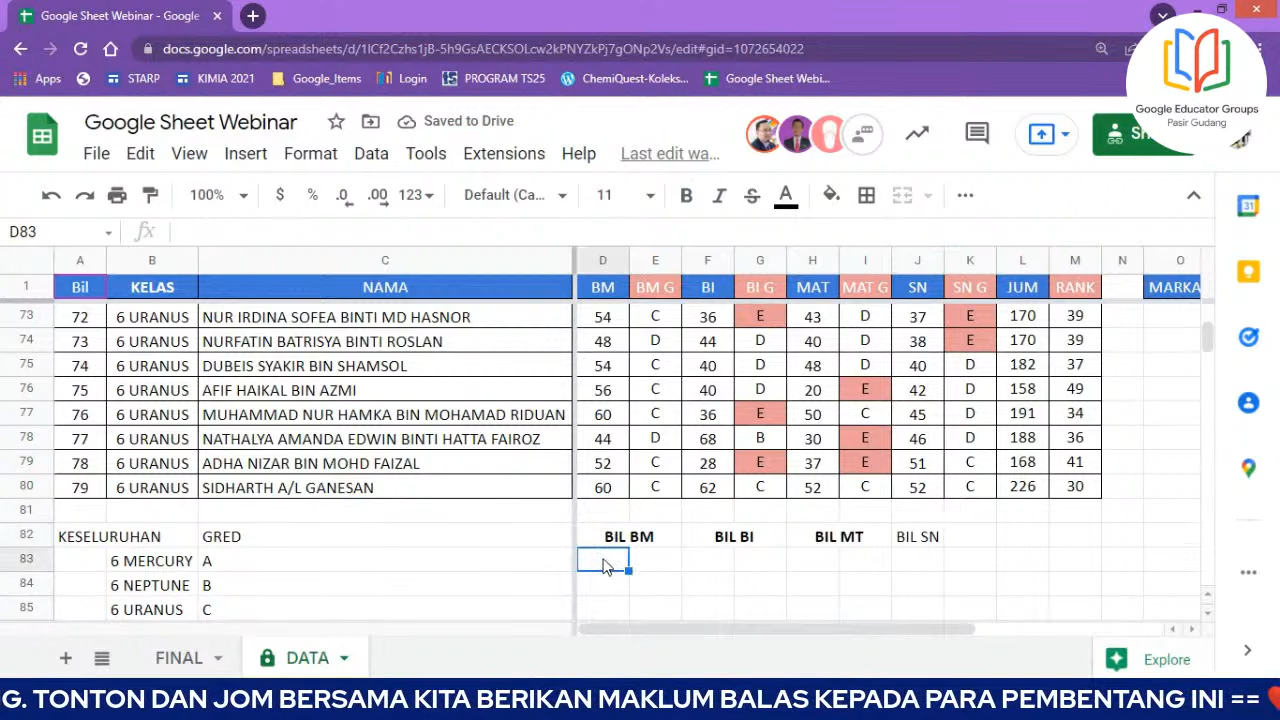 Google Sheet Webinar - Google
docs.google.com/spreadsheets/d/1lCf2Czhs1jB-5h9GsAECKSOLcw2kPNYZkPj7gONp2Vs/edit#gid=1072654022
Apps STARP KIMIA 2021 Google_Items Login PROGRAM TS25 ChemiQuest-Koleks... Google Sheet Webi...
Google Educator Groups
Pasir Gudang
Google Sheet Webinar Saved to Drive
File Edit View Insert Format Data Tools Extensions Help Last edit wa...
100% $ % .0 .00 123 Default (Ca... 11 B I S A
D83 fx
A B C D E F G H I J K L M N O
1 Bil KELAS NAMA BM BM G BI BI G MAT MAT G SN SN G JUM RANK MARKA
73 72 6 URANUS NUR IRDINA SOFEA BINTI MD HASNOR 54 C 36 E 43 D 37 E 170 39
74 73 6 URANUS NURFATIN BATRISYA BINTI ROSLAN 48 D 44 D 40 D 38 E 170 39
75 74 6 URANUS DUBEIS SYAKIR BIN SHAMSOL 54 C 40 D 48 D 40 D 182 37
76 75 6 URANUS AFIF HAIKAL BIN AZMI 56 C 40 D 20 E 42 D 158 49
77 76 6 URANUS MUHAMMAD NUR HAMKA BIN MOHAMAD RIDUAN 60 C 36 E 50 C 45 D 191 34
78 77 6 URANUS NATHALYA AMANDA EDWIN BINTI HATTA FAIROZ 44 D 68 B 30 E 46 D 188 36
79 78 6 URANUS ADHA NIZAR BIN MOHD FAIZAL 52 C 28 E 37 E 51 C 168 41
80 79 6 URANUS SIDHARTH A/L GANESAN 60 C 62 C 52 C 52 C 226 30
81
82 KESELURUHAN GRED BIL BM BIL BI BIL MT BIL SN
83 6 MERCURY A
84 6 NEPTUNE B
85 6 URANUS C
FINAL DATA Explore
G. TONTON DAN JOM BERSAMA KITA BERIKAN MAKLUM BALAS KEPADA PARA PEMBENTANG INI ==